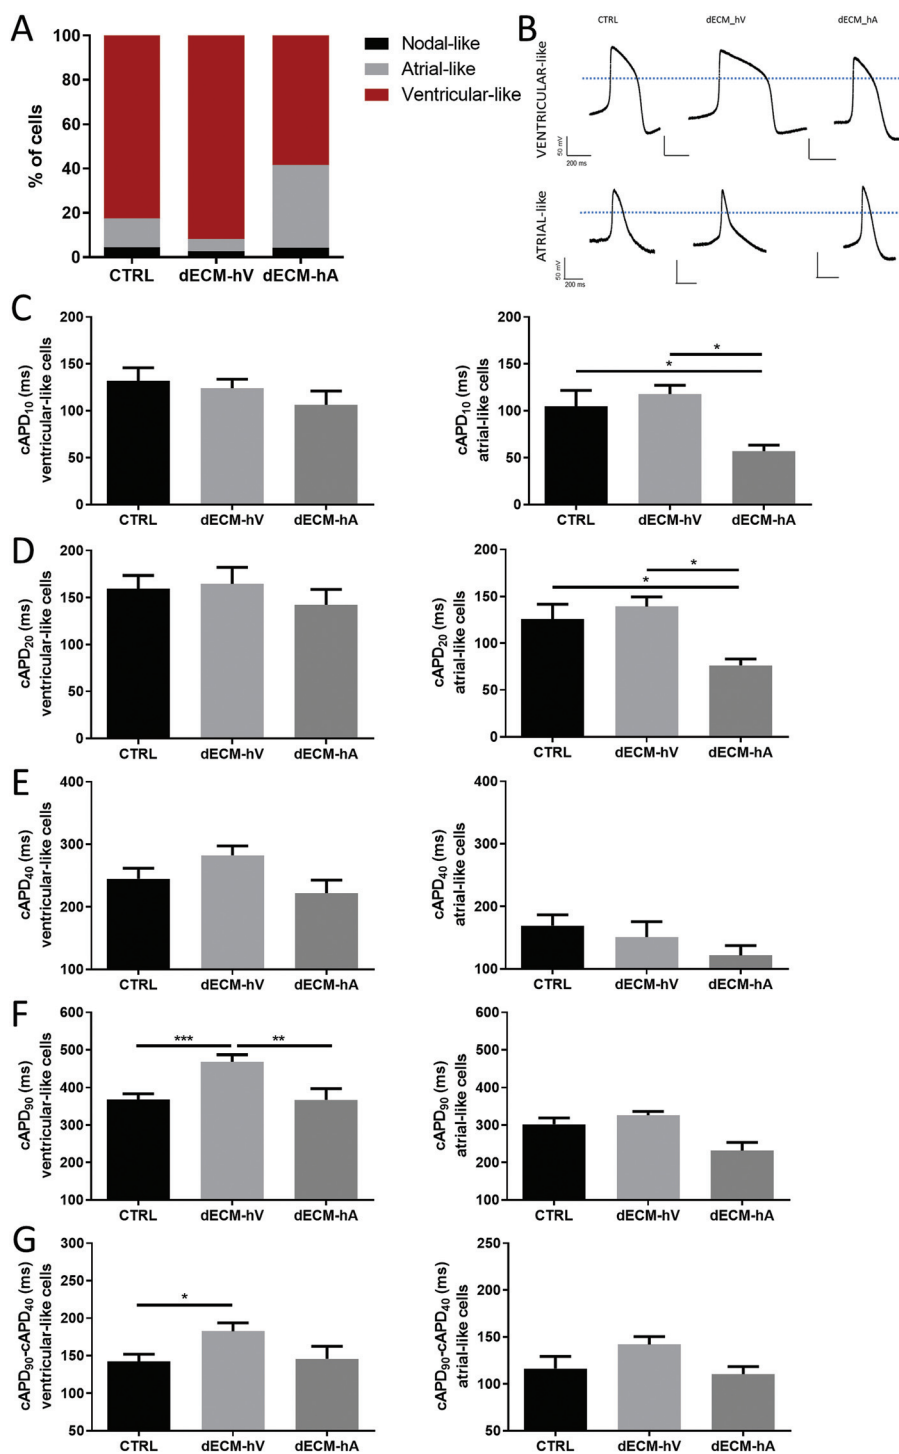 A
100
80
60
40
20
0
% of cells
CTRL
dECM-hV
dECM-hA
Nodal-like
Atrial-like
Ventricular-like
B
CTRL
dECM_hV
dECM_hA
VENTRICULAR-like
50 mV
200 ms
ATRIAL-like
50 mV
200 ms
C
cAPD10 (ms)
ventricular-like cells
200
150
100
50
0
CTRL
dECM-hV
dECM-hA
cAPD10 (ms)
atrial-like cells
200
150
100
50
0
*
*
CTRL
dECM-hV
dECM-hA
D
cAPD20 (ms)
ventricular-like cells
200
150
100
50
0
CTRL
dECM-hV
dECM-hA
cAPD20 (ms)
atrial-like cells
200
150
100
50
0
*
*
CTRL
dECM-hV
dECM-hA
E
cAPD40 (ms)
ventricular-like cells
400
300
200
100
CTRL
dECM-hV
dECM-hA
cAPD40 (ms)
atrial-like cells
400
300
200
100
CTRL
dECM-hV
dECM-hA
F
cAPD90 (ms)
ventricular-like cells
600
500
400
300
200
100
***
**
CTRL
dECM-hV
dECM-hA
cAPD90 (ms)
atrial-like cells
600
500
400
300
200
100
CTRL
dECM-hV
dECM-hA
G
cAPD90-cAPD40 (ms)
ventricular-like cells
300
250
200
150
100
50
*
CTRL
dECM-hV
dECM-hA
cAPD90-cAPD40 (ms)
atrial-like cells
250
200
150
100
50
CTRL
dECM-hV
dECM-hA